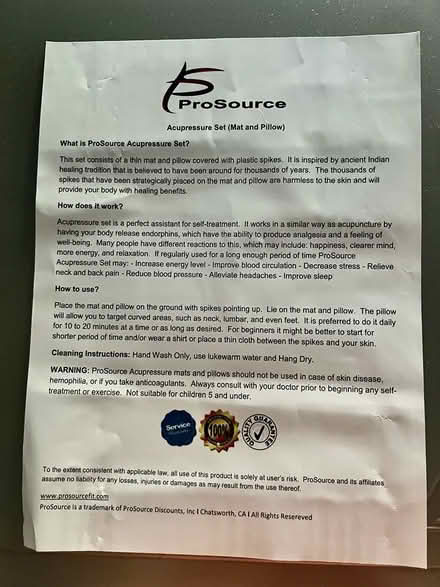 ProSource
Acupressure Set (Mat and Pillow)
What is ProSource Acupressure Set?
This set consists of a thin mat and pillow covered with plastic spikes. It is inspired by ancient Indian
healing tradition that is believed to have been around for thousands of years. The thousands of
spikes that have been strategically placed on the mat and pillow are harmless to the skin and will
provide your body with healing benefits.
How does it work?
Acupressure set is a perfect assistant for self-treatment. It works in a similar way as acupuncture by
having your body release endorphins, which have the ability to produce analgesia and a feeling of
well-being. Many people have different reactions to this, which may include: happiness, clearer mind,
more energy, and relaxation. If regularly used for a long enough period of time ProSource
Acupressure Set may: - Increase energy level - Improve blood circulation - Decrease stress - Relieve
neck and back pain - Reduce blood pressure - Alleviate headaches - Improve sleep
How to use?
Place the mat and pillow on the ground with spikes pointing up. Lie on the mat and pillow. The pillow
will allow you to target curved areas, such as neck, lumbar, and even feet. It is preferred to do it daily
for 10 to 20 minutes at a time or as long as desired. For beginners it might be better to start for
shorter period of time and/or wear a shirt or place a thin cloth between the spikes and your skin.
Cleaning Instructions: Hand Wash Only, use lukewarm water and Hang Dry.
WARNING: ProSource Acupressure mats and pillows should not be used in case of skin disease,
hemophilia, or if you take anticoagulants. Always consult with your doctor prior to beginning any self-
treatment or exercise. Not suitable for children 5 and under.
Service
100%
QUALITY GUARANTEE
To the extent consistent with applicable law, all use of this product is solely at user's risk. ProSource and its affiliates
assume no liability for any losses, injuries or damages as may result from the use thereof.
www.prosourcefit.com
ProSource is a trademark of ProSource Discounts, Inc I Chatsworth, CA I All Rights Resereved